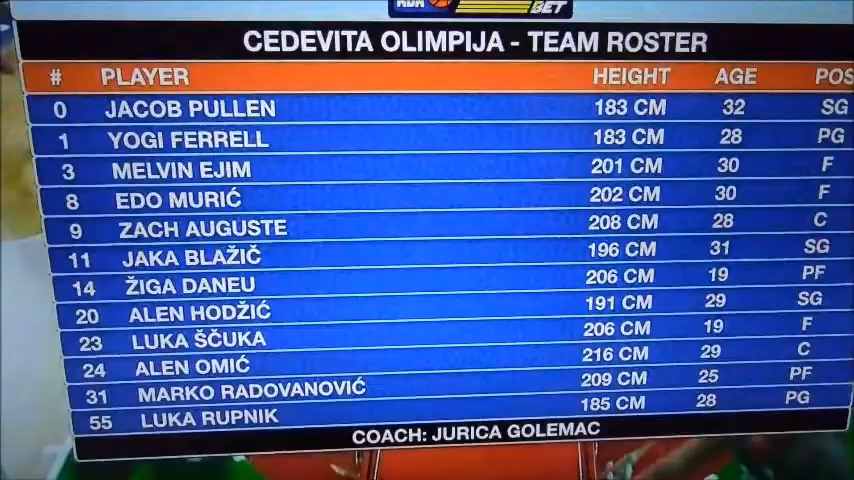 ABA BET
CEDEVITA OLIMPIJA - TEAM ROSTER
# PLAYER HEIGHT AGE POS
0 JACOB PULLEN 183 CM 32 SG
1 YOGI FERRELL 183 CM 28 PG
3 MELVIN EJIM 201 CM 30 F
8 EDO MURIĆ 202 CM 30 F
9 ZACH AUGUSTE 208 CM 28 C
11 JAKA BLAŽIČ 196 CM 31 SG
14 ŽIGA DANEU 206 CM 19 PF
20 ALEN HODŽIĆ 191 CM 29 SG
23 LUKA ŠČUKA 206 CM 19 F
24 ALEN OMIĆ 216 CM 29 C
31 MARKO RADOVANOVIĆ 209 CM 25 PF
55 LUKA RUPNIK 185 CM 28 PG
COACH: JURICA GOLEMAC